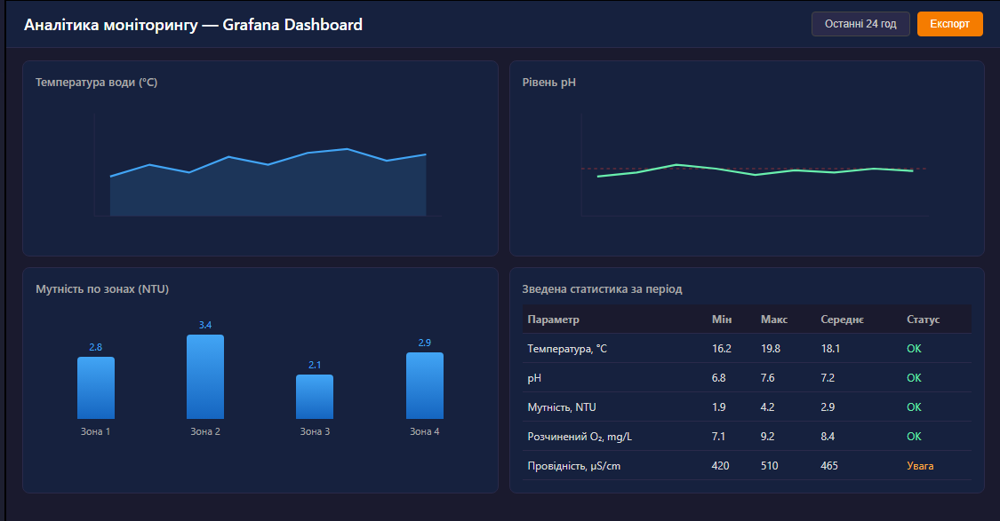 Аналітика моніторингу — Grafana Dashboard
Останні 24 год
Експорт
Температура води (°C)
Рівень pH
Мутність по зонах (NTU)
2.8
3.4
2.1
2.9
Зона 1
Зона 2
Зона 3
Зона 4
Зведена статистика за період
Параметр Мін Макс Середнє Статус
Температура, °C 16.2 19.8 18.1 OK
pH 6.8 7.6 7.2 OK
Мутність, NTU 1.9 4.2 2.9 OK
Розчинений O₂, mg/L 7.1 9.2 8.4 OK
Провідність, µS/cm 420 510 465 Увага